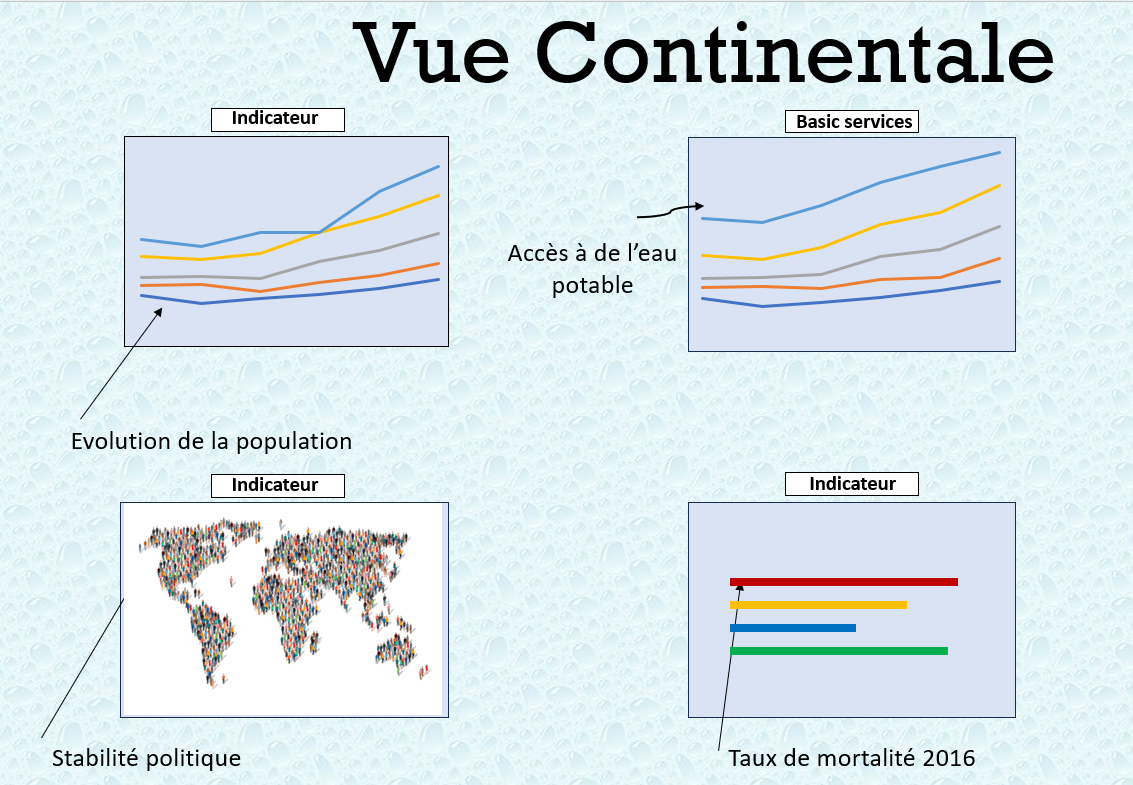 Vue Continentale
Indicateur
Basic services
Accès à de l’eau
potable
Evolution de la population
Indicateur
Indicateur
Stabilité politique
Taux de mortalité 2016